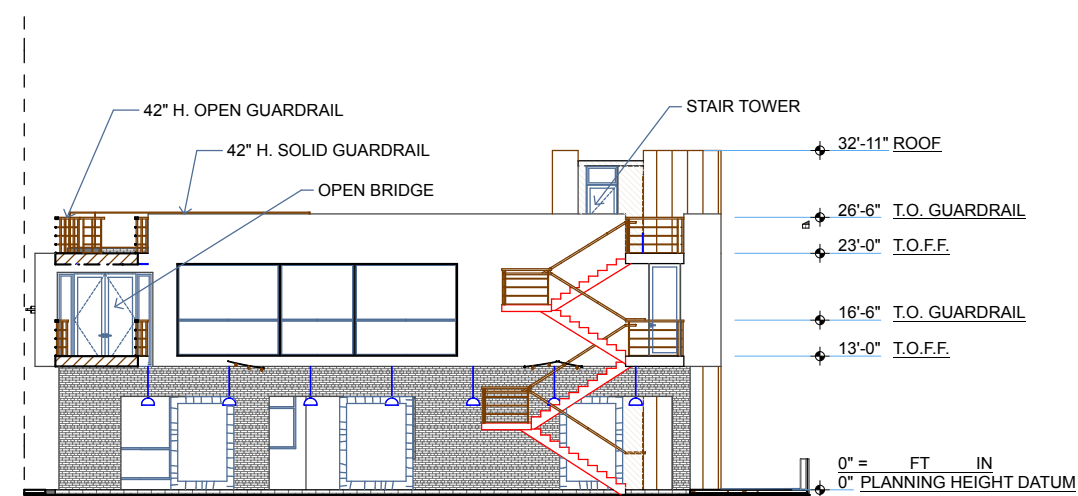 42" H. OPEN GUARDRAIL
STAIR TOWER
42" H. SOLID GUARDRAIL
32'-11" ROOF
OPEN BRIDGE
26'-6" T.O. GUARDRAIL
23'-0" T.O.F.F.
16'-6" T.O. GUARDRAIL
13'-0" T.O.F.F.
0" = FT IN
0" PLANNING HEIGHT DATUM